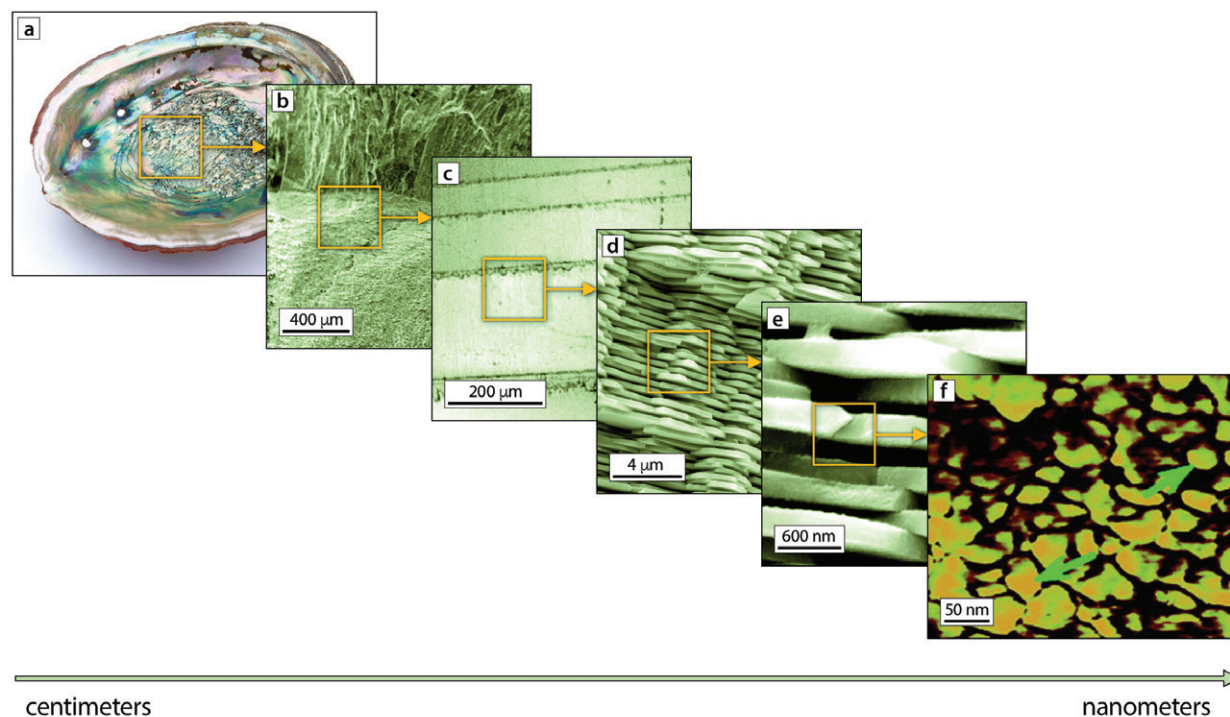 a
b
400 μm
c
200 μm
d
4 μm
e
600 nm
f
50 nm
centimeters
nanometers